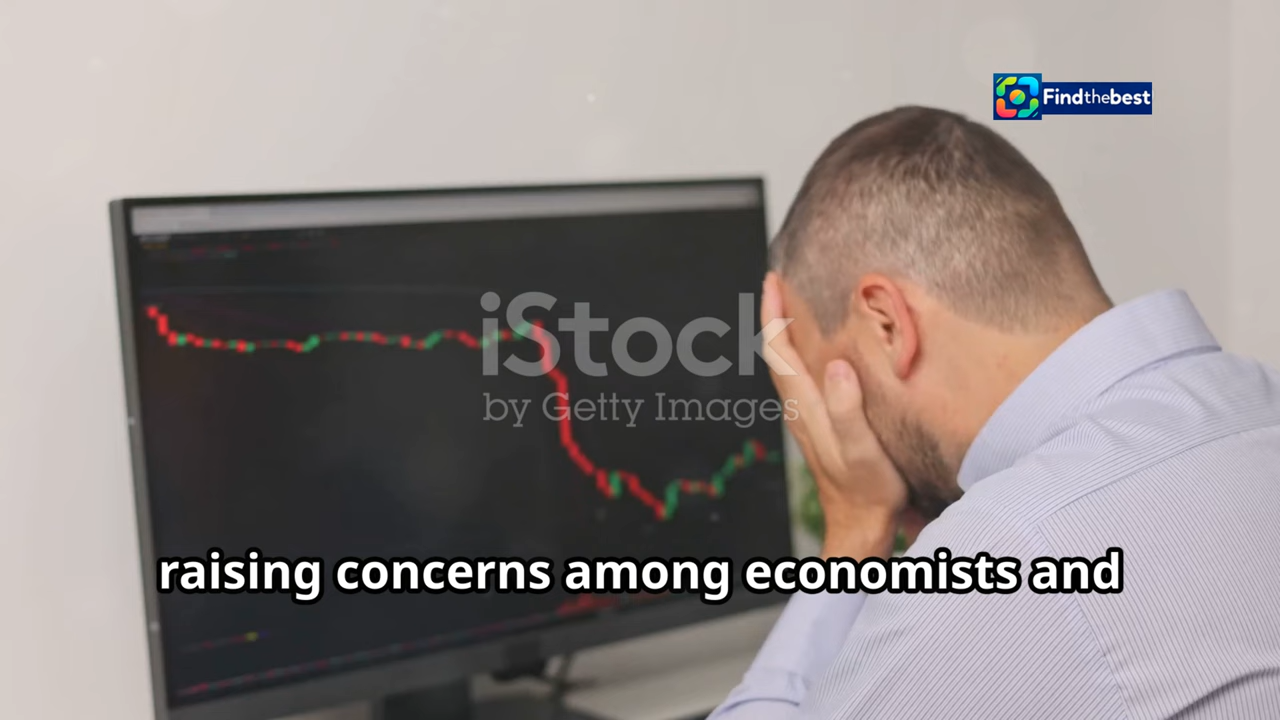 Findthebest
iStock
by Getty Images
raising concerns among economists and